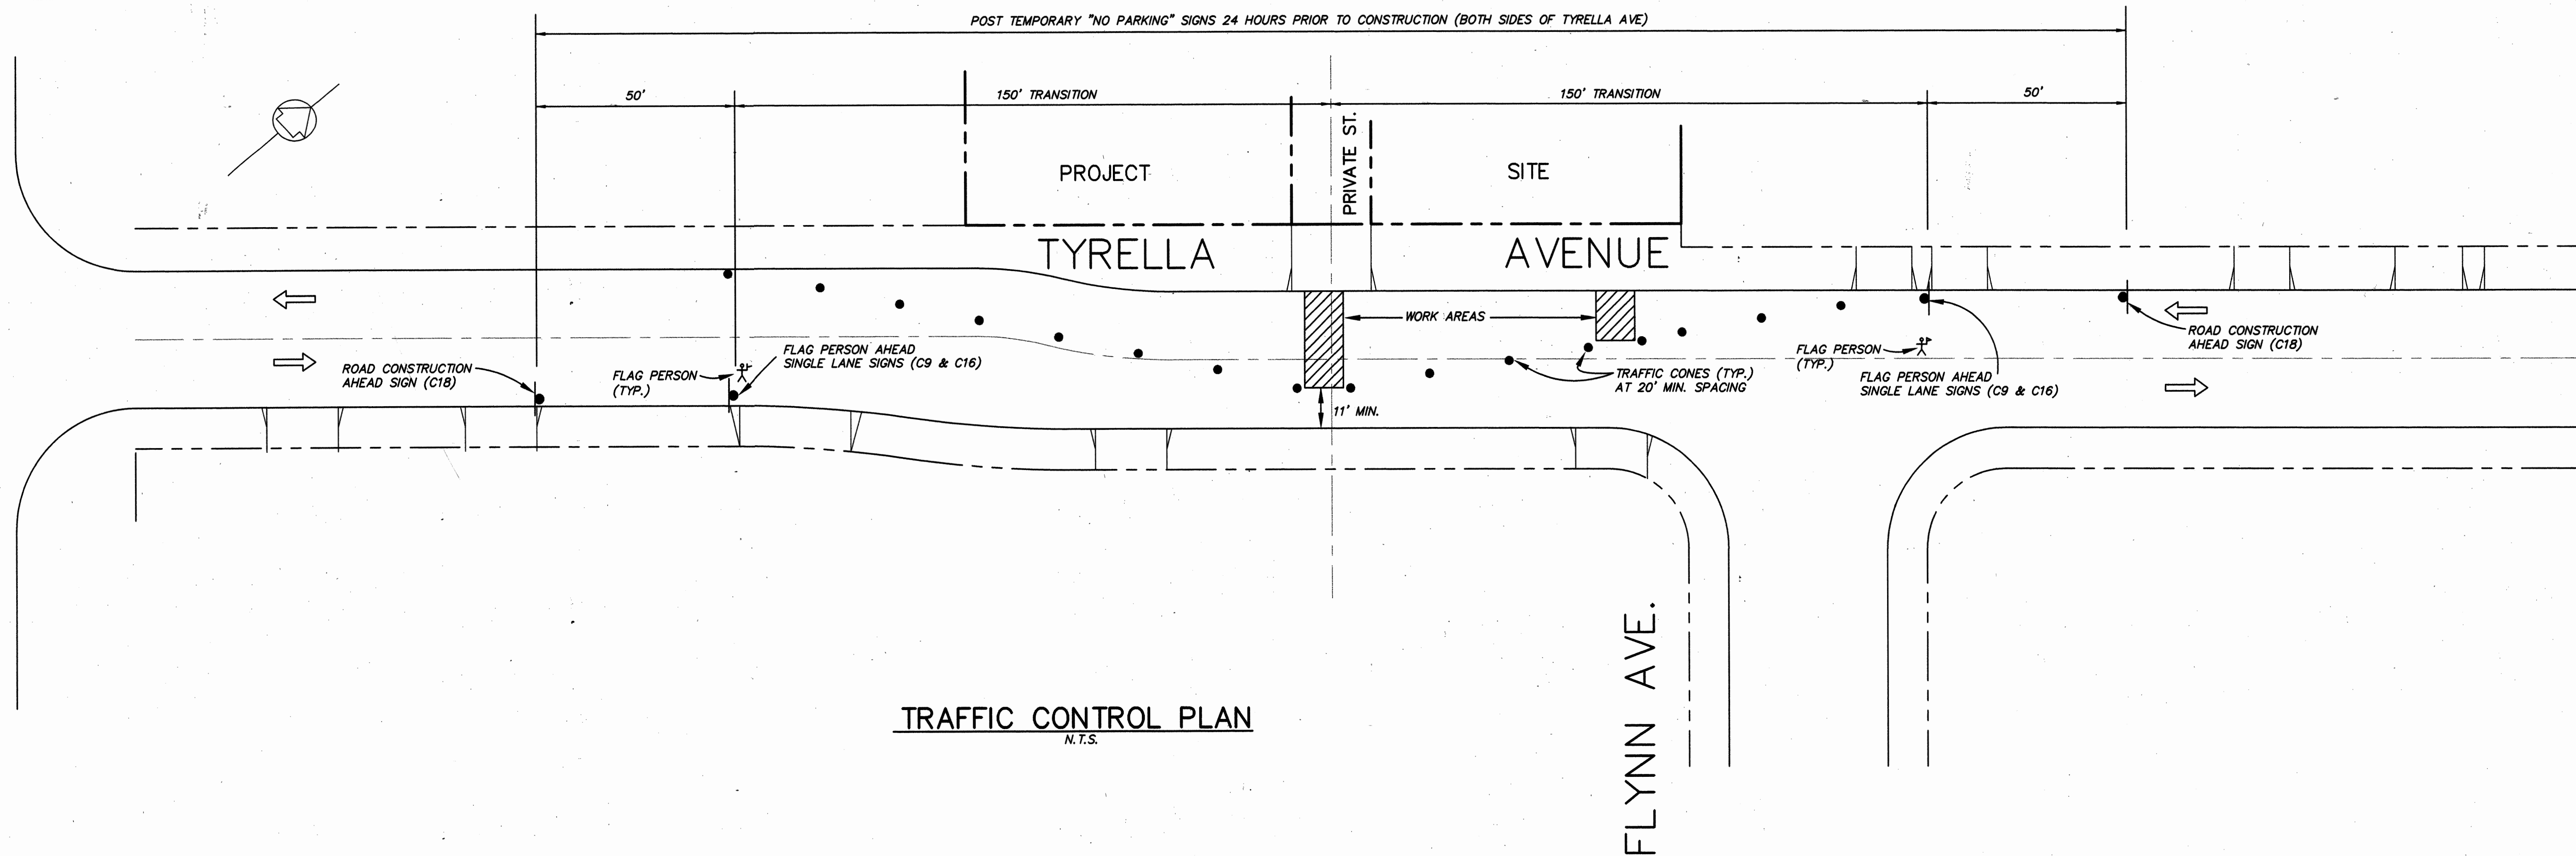 POST TEMPORARY "NO PARKING" SIGNS 24 HOURS PRIOR TO CONSTRUCTION (BOTH SIDES OF TYRELLA AVE)
50'
150' TRANSITION
150' TRANSITION
50'
PROJECT
PRIVATE ST.
SITE
TYRELLA AVENUE
WORK AREAS
ROAD CONSTRUCTION
AHEAD SIGN (C18)
FLAG PERSON
(TYP.)
FLAG PERSON AHEAD
SINGLE LANE SIGNS (C9 & C16)
11' MIN.
TRAFFIC CONES (TYP.)
AT 20' MIN. SPACING
FLAG PERSON
(TYP.)
FLAG PERSON AHEAD
SINGLE LANE SIGNS (C9 & C16)
ROAD CONSTRUCTION
AHEAD SIGN (C18)
FLYNN AVE.
TRAFFIC CONTROL PLAN
N.T.S.